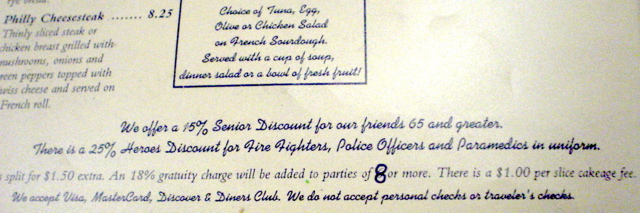 Philly Cheesesteak ........ 8.25
Thinly sliced steak or
chicken breast grilled with
mushrooms, onions and
green peppers topped with
swiss cheese and served on
French roll.
Choice of Tuna, Egg,
Olive or Chicken Salad
on French Sourdough.
Served with a cup of soup,
dinner salad or a bowl of fresh fruit!
We offer a 15% Senior Discount for our friends 65 and greater.
There is a 25% Heroes Discount for Fire Fighters, Police Officers and Paramedics in uniform.
split for $1.50 extra. An 18% gratuity charge will be added to parties of 8 or more. There is a $1.00 per slice cakeage fee.
We accept Visa, MasterCard, Discover & Diners Club. We do not accept personal checks or traveler's checks.